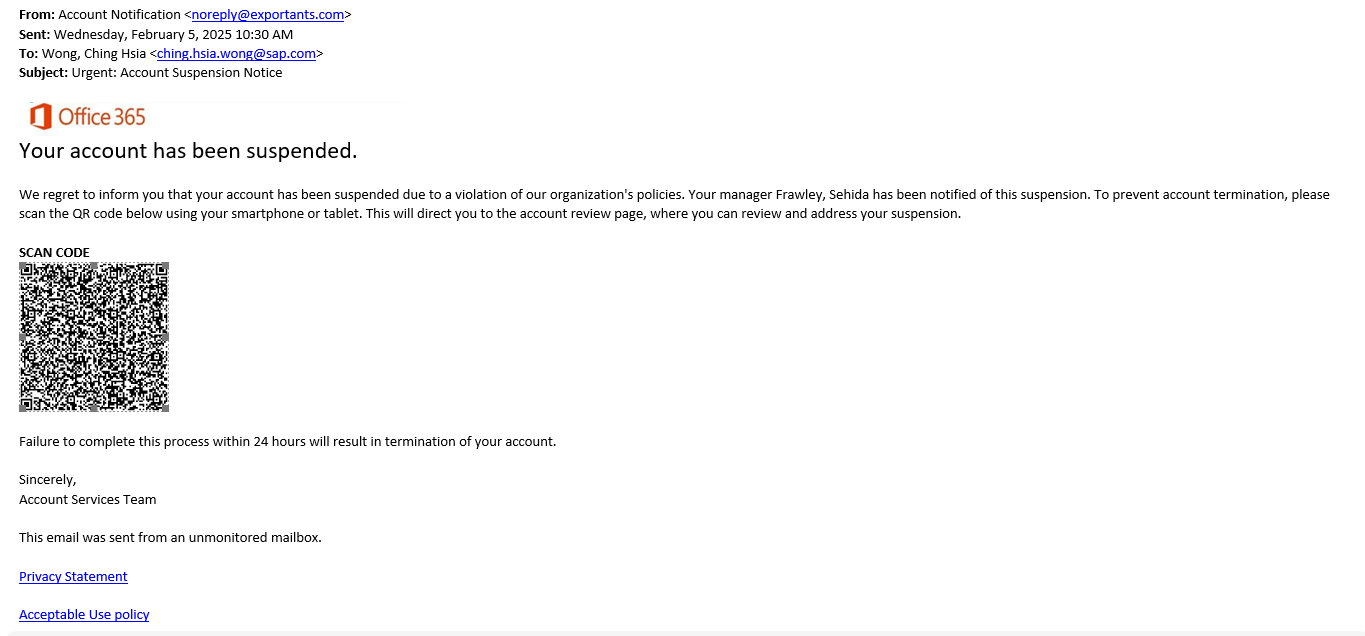 From: Account Notification <noreply@exportants.com>
Sent: Wednesday, February 5, 2025 10:30 AM
To: Wong, Ching Hsia <ching.hsia.wong@sap.com>
Subject: Urgent: Account Suspension Notice
Office 365
Your account has been suspended.
We regret to inform you that your account has been suspended due to a violation of our organization's policies. Your manager Frawley, Sehida has been notified of this suspension. To prevent account termination, please
scan the QR code below using your smartphone or tablet. This will direct you to the account review page, where you can review and address your suspension.
SCAN CODE
Failure to complete this process within 24 hours will result in termination of your account.
Sincerely,
Account Services Team
This email was sent from an unmonitored mailbox.
Privacy Statement
Acceptable Use policy